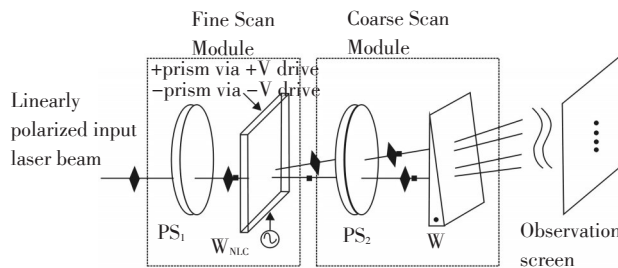 Fine Scan
Module
Coarse Scan
Module
+prism via +V drive
−prism via −V drive
Linearly
polarized input
laser beam
PS₁
W_NLC
PS₂
W
Observation
screen